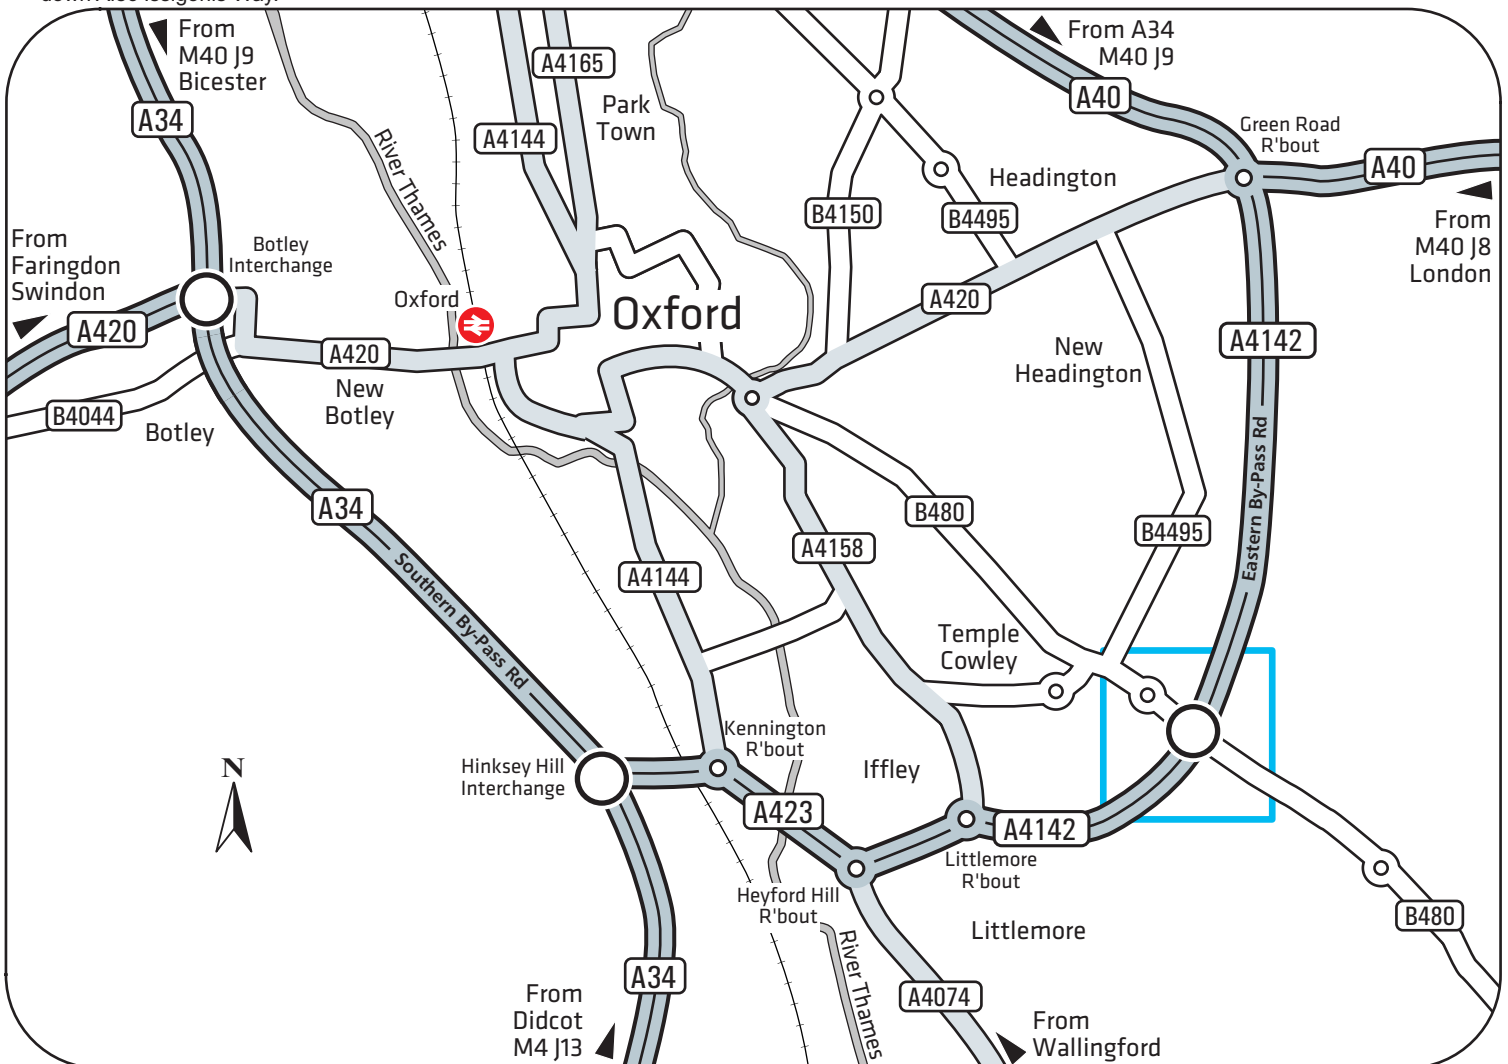 From
M40 J9
Bicester
A34
A4165
A4144
Park
Town
River Thames
From A34
M40 J9
A40
Green Road
R'bout
A40
Headington
B4150
B4495
From
M40 J8
London
From
Faringdon
Swindon
Botley
Interchange
A420
Oxford
Oxford
A420
A420
New
Botley
New
Headington
A4142
B4044
Botley
A34
B480
B4495
Eastern By-Pass Rd
A4158
A4144
Southern By-Pass Rd
Temple
Cowley
Kennington
R'bout
Iffley
N
Hinksey Hill
Interchange
A423
A4142
Littlemore
R'bout
Heyford Hill
R'bout
B480
Littlemore
River Thames
A34
A4074
From
Didcot
M4 J13
From
Wallingford